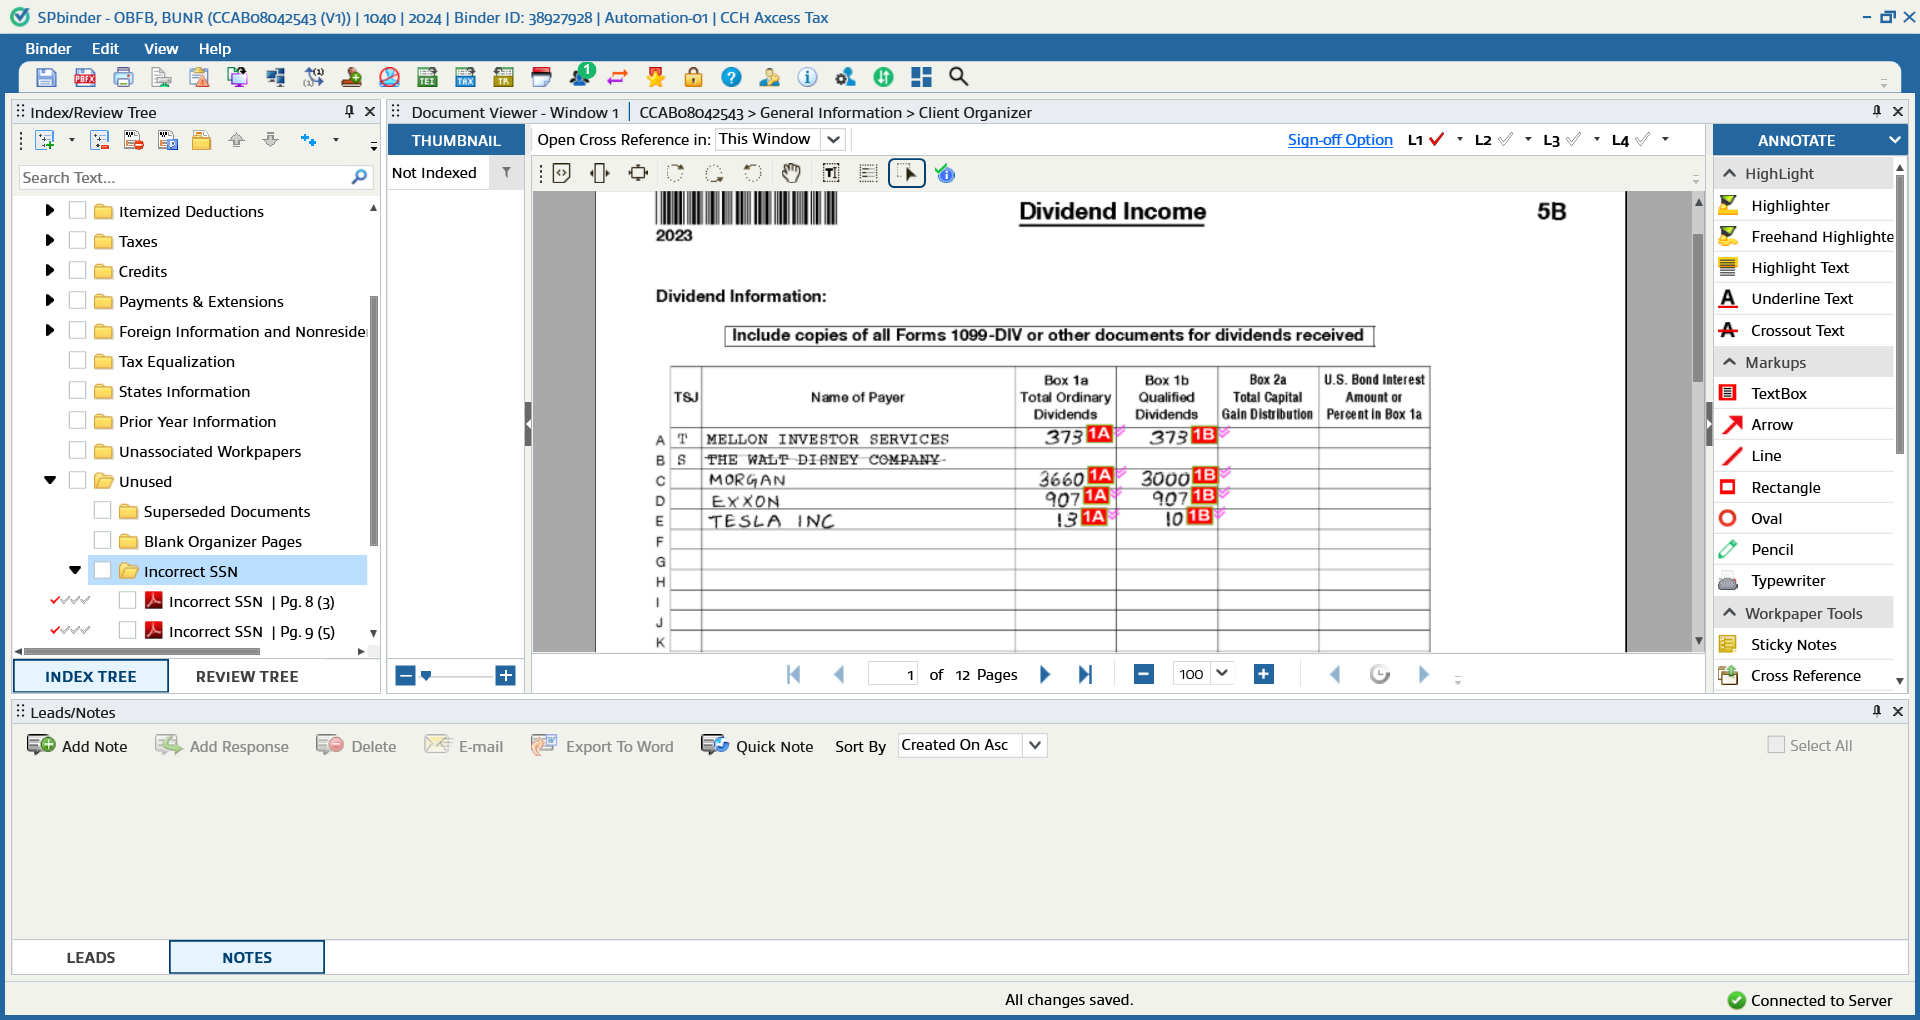 SPbinder - OBFB, BUNR (CCAB08042543 (V1)) | 1040 | 2024 | Binder ID: 38927928 | Automation-01 | CCH Axcess Tax
Binder Edit View Help
1
Index/Review Tree
Search Text...
Itemized Deductions
Taxes
Credits
Payments & Extensions
Foreign Information and Nonreside
Tax Equalization
States Information
Prior Year Information
Unassociated Workpapers
Unused
Superseded Documents
Blank Organizer Pages
Incorrect SSN
Incorrect SSN | Pg. 8 (3)
Incorrect SSN | Pg. 9 (5)
INDEX TREE REVIEW TREE
Document Viewer - Window 1 | CCAB08042543 > General Information > Client Organizer
THUMBNAIL
Not Indexed
Open Cross Reference in: This Window
Sign-off Option L1 L2 L3 L4
2023
Dividend Income
5B
Dividend Information:
Include copies of all Forms 1099-DIV or other documents for dividends received
TSJ
Name of Payer
Box 1a
Total Ordinary
Dividends
Box 1b
Qualified
Dividends
Box 2a
Total Capital
Gain Distribution
U.S. Bond Interest
Amount or
Percent in Box 1a
A T MELLON INVESTOR SERVICES 373 1A 373 1B
B S THE WALT DISNEY COMPANY
C MORGAN 3660 1A 3000 1B
D EXXON 907 1A 907 1B
E TESLA INC 13 1A 10 1B
F
G
H
I
J
K
1 of 12 Pages
100
ANNOTATE
HighLight
Highlighter
Freehand Highlighte
Highlight Text
Underline Text
Crossout Text
Markups
TextBox
Arrow
Line
Rectangle
Oval
Pencil
Typewriter
Workpaper Tools
Sticky Notes
Cross Reference
Leads/Notes
Add Note Add Response Delete E-mail Export To Word Quick Note Sort By Created On Asc Select All
LEADS NOTES
All changes saved.
Connected to Server